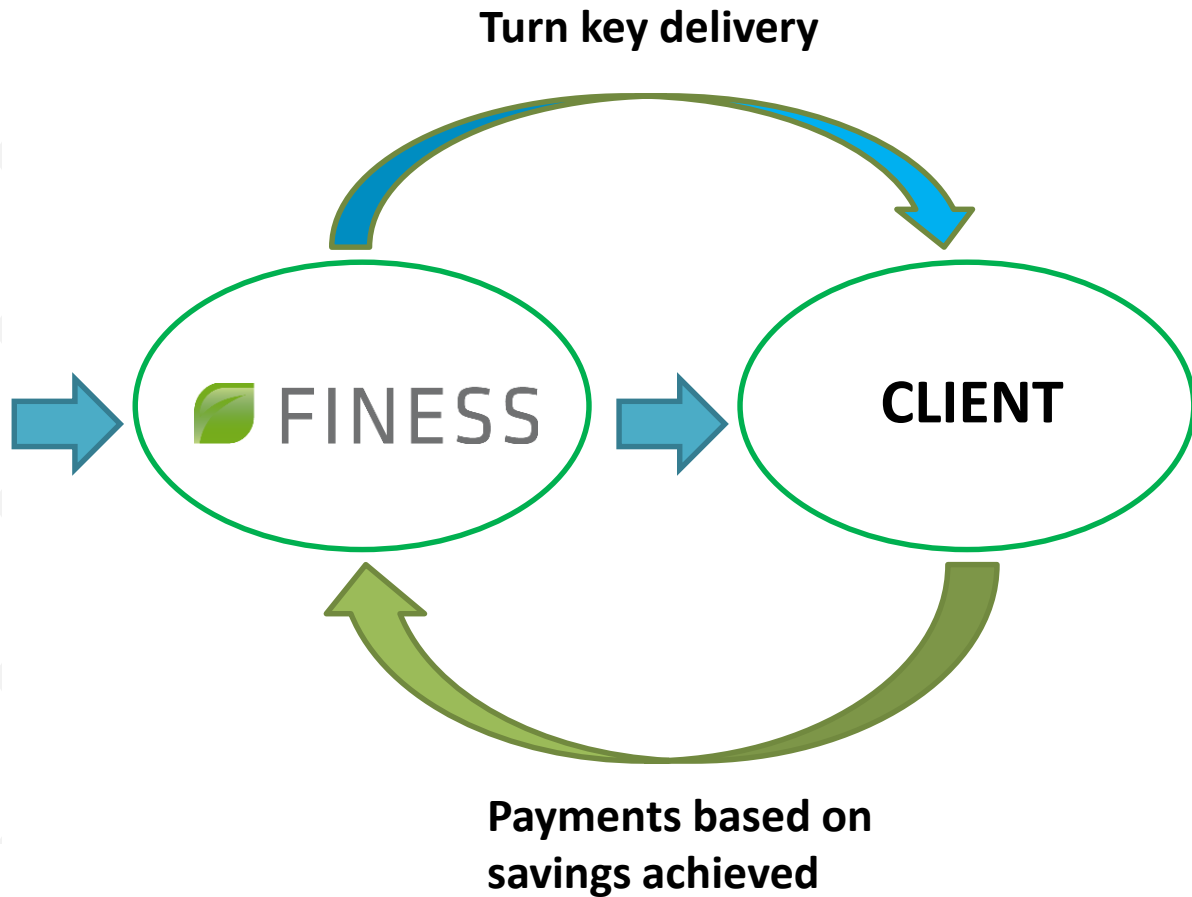 Turn key delivery
FINESS
CLIENT
Payments based on
savings achieved